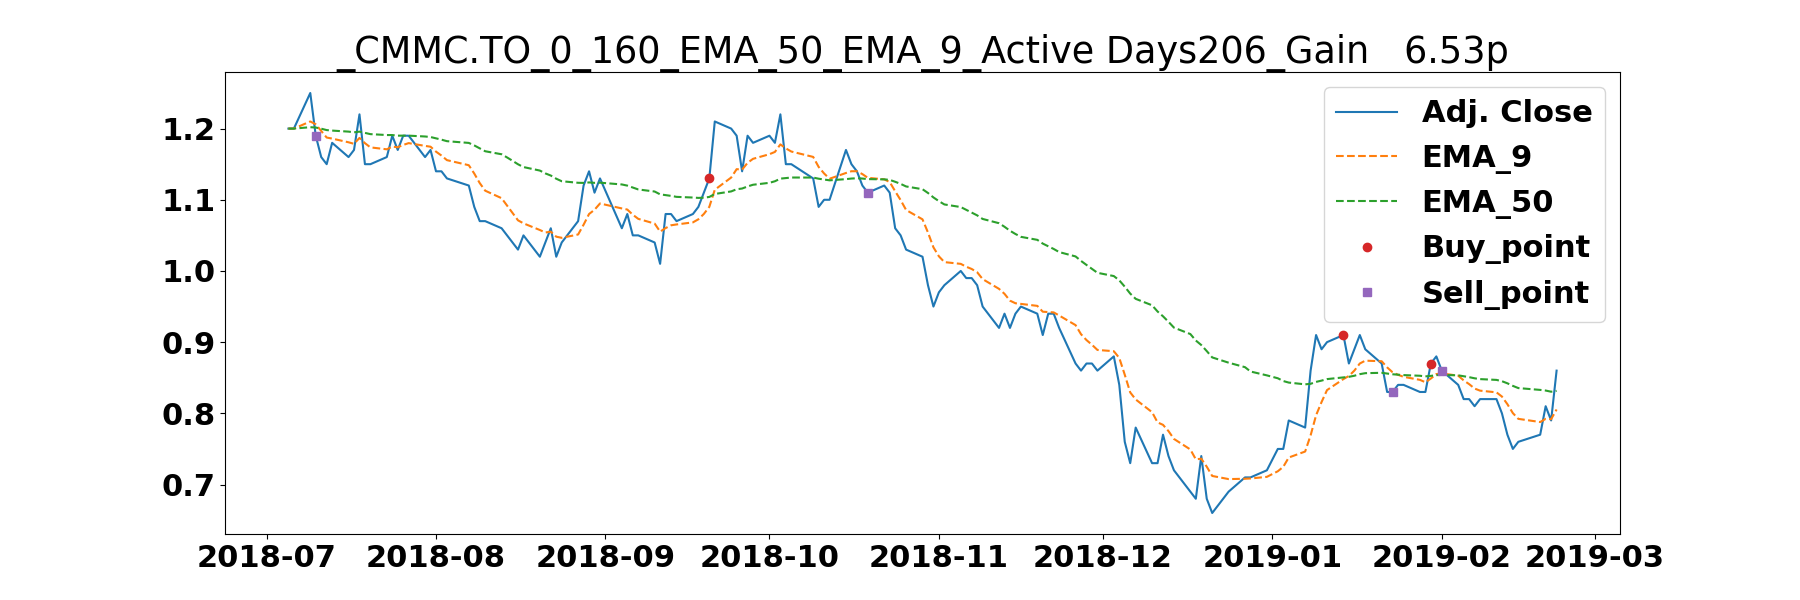 _CMMC.TO_0_160_EMA_50_EMA_9_Active Days206_Gain   6.53p
Adj. Close
EMA_9
EMA_50
Buy_point
Sell_point
1.2
1.1
1.0
0.9
0.8
0.7
2018-07 2018-08 2018-09 2018-10 2018-11 2018-12 2019-01 2019-02 2019-03